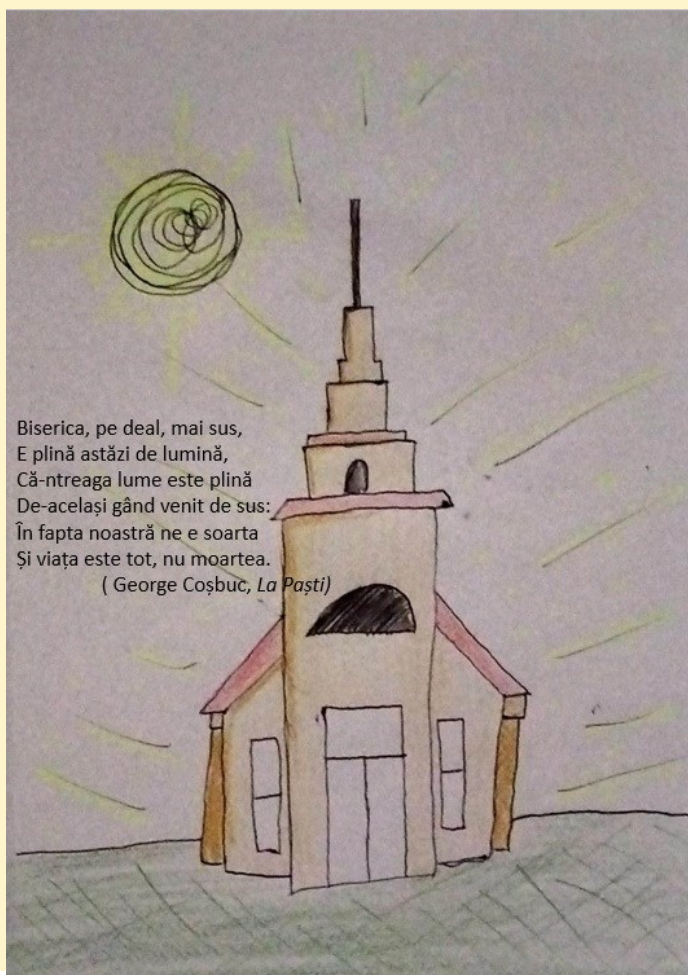 Biserica, pe deal, mai sus,
E plină astăzi de lumină,
Că-ntreaga lume este plină
De-același gând venit de sus:
În fapta noastră ne e soarta
Și viața este tot, nu moartea.
( George Coșbuc, La Paști)